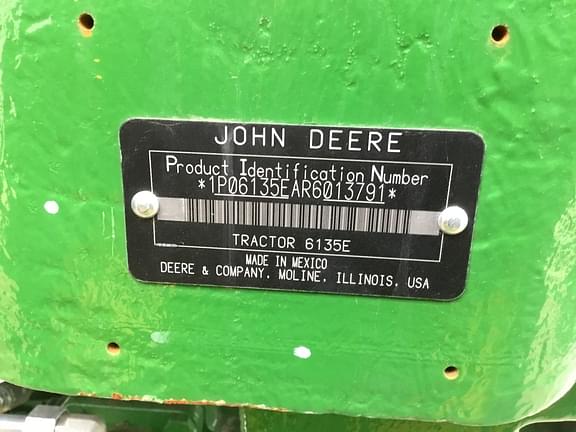 JOHN DEERE
Product Identification Number
*1P06135EAR6013791*
TRACTOR 6135E
MADE IN MEXICO
DEERE & COMPANY, MOLINE, ILLINOIS, USA